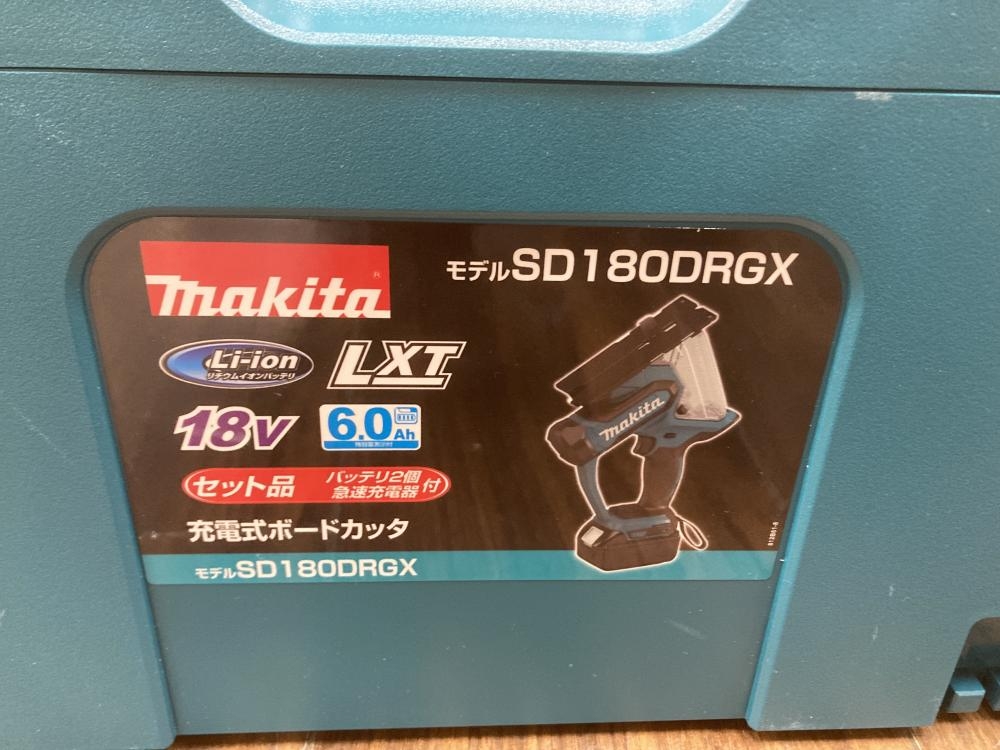 makita®
モデルSD180DRGX
Li-ion
リチウムイオンバッテリ
LXT
18V
6.0Ah
セット品
バッテリ2個
急速充電器付
充電式ボードカッタ
モデルSD180DRGX
makita